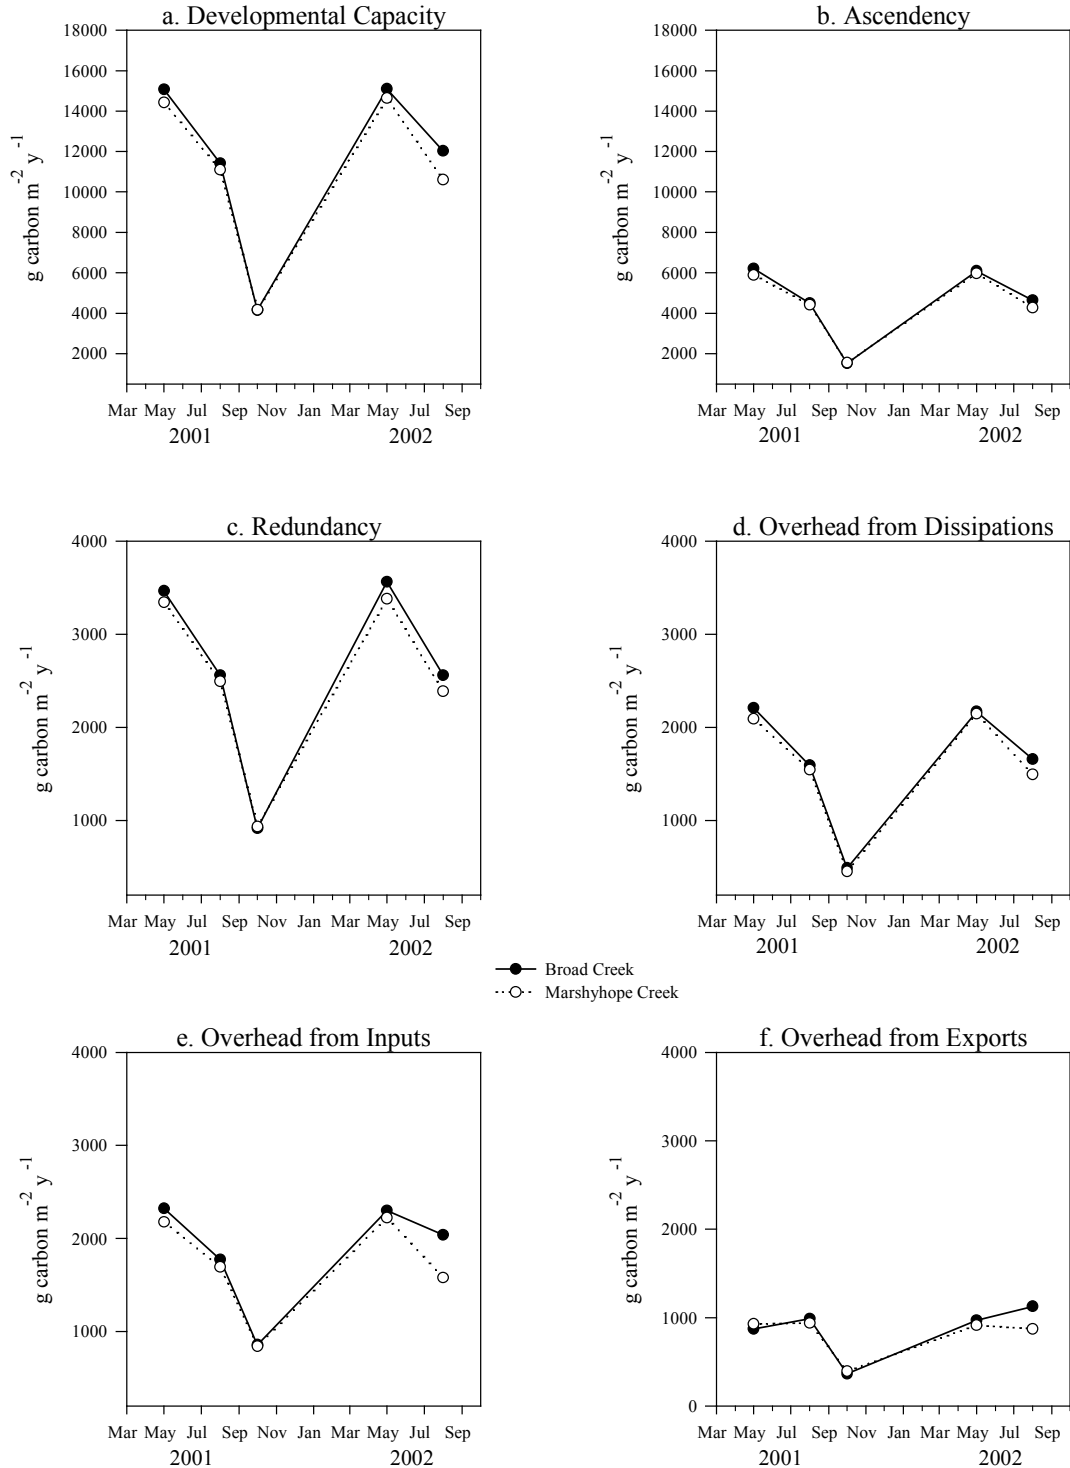 a. Developmental Capacity
18000
16000
14000
12000
10000
8000
6000
4000
2000
g carbon m-2 y-1
Mar May Jul Sep Nov Jan Mar May Jul Sep
2001 2002
b. Ascendency
18000
16000
14000
12000
10000
8000
6000
4000
2000
g carbon m-2 y-1
Mar May Jul Sep Nov Jan Mar May Jul Sep
2001 2002
c. Redundancy
4000
3000
2000
1000
g carbon m-2 y-1
Mar May Jul Sep Nov Jan Mar May Jul Sep
2001 2002
d. Overhead from Dissipations
4000
3000
2000
1000
g carbon m-2 y-1
Mar May Jul Sep Nov Jan Mar May Jul Sep
2001 2002
Broad Creek
Marshyhope Creek
e. Overhead from Inputs
4000
3000
2000
1000
g carbon m-2 y-1
Mar May Jul Sep Nov Jan Mar May Jul Sep
2001 2002
f. Overhead from Exports
4000
3000
2000
1000
0
g carbon m-2 y-1
Mar May Jul Sep Nov Jan Mar May Jul Sep
2001 2002